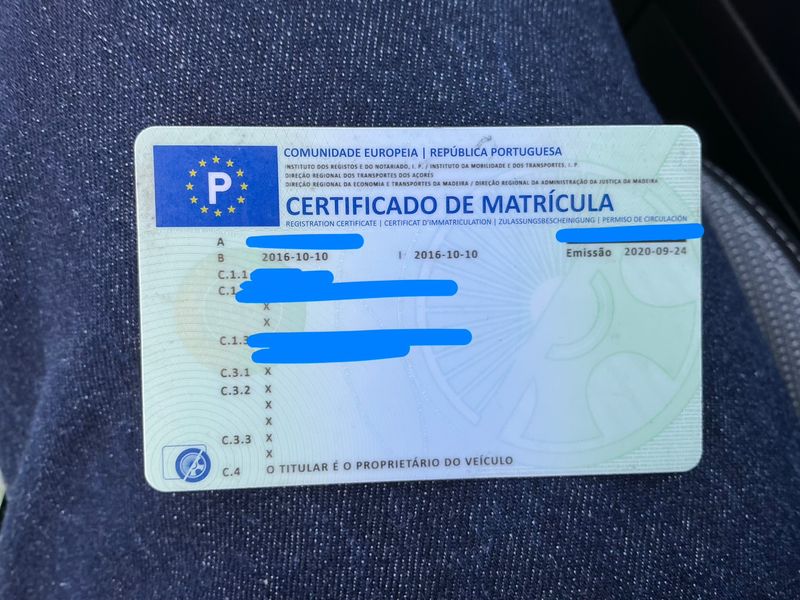 P
COMUNIDADE EUROPEIA | REPÚBLICA PORTUGUESA
INSTITUTO DOS REGISTOS E DO NOTARIADO, I. P. / INSTITUTO DA MOBILIDADE E DOS TRANSPORTES, I. P.
DIREÇÃO REGIONAL DOS TRANSPORTES DOS AÇORES
DIREÇÃO REGIONAL DA ECONOMIA E TRANSPORTES DA MADEIRA / DIREÇÃO REGIONAL DA ADMINISTRAÇÃO DA JUSTIÇA DA MADEIRA
CERTIFICADO DE MATRÍCULA
REGISTRATION CERTIFICATE | CERTIFICAT D'IMMATRICULATION | ZULASSUNGSBESCHEINIGUNG | PERMISO DE CIRCULACIÓN
A
B 2016-10-10 I 2016-10-10 Emissão 2020-09-24
C.1.1
C.1
X
X
C.1.3
C.3.1 X
C.3.2 X
X
X
C.3.3 X
X
C.4 O TITULAR É O PROPRIETÁRIO DO VEÍCULO